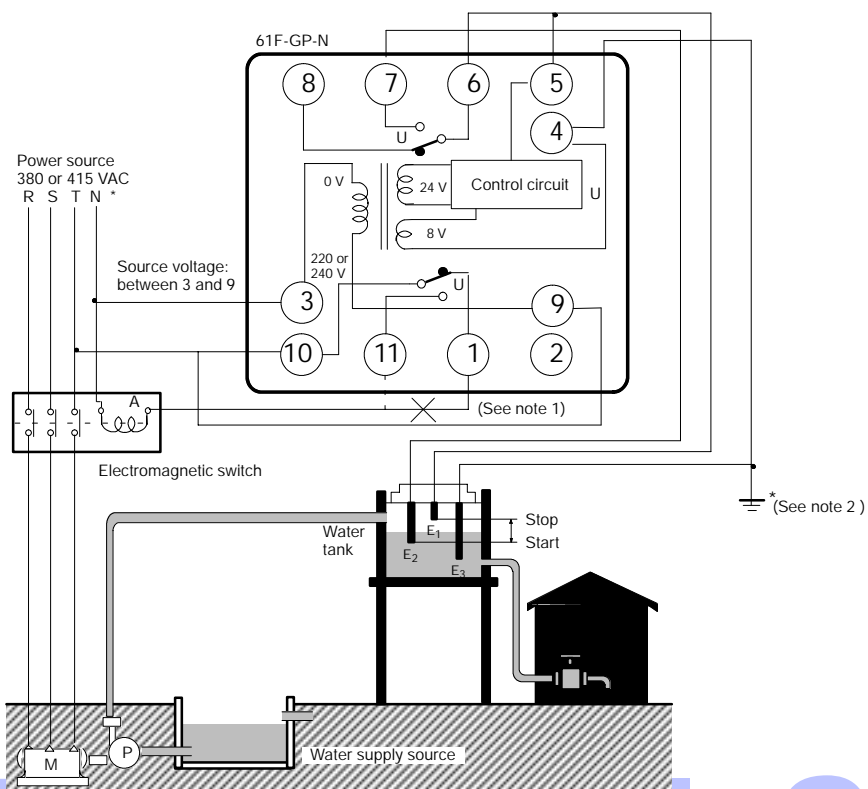 61F-GP-N
8 7 6 5
4
U
Power source
380 or 415 VAC
R S T N *
0 V
24 V
Control circuit
U
8 V
Source voltage:
between 3 and 9
220 or
240 V
U
3
9
10 11 1 2
A
(See note 1)
Electromagnetic switch
*
(See note 2 )
Water
tank
E1
Stop
Start
E2
E3
P
M
Water supply source